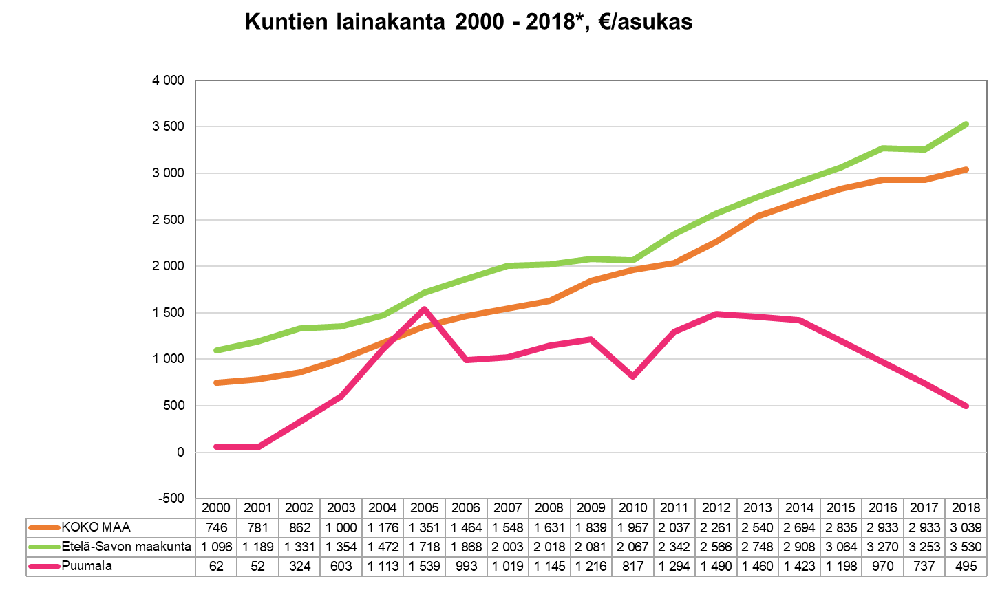 Kuntien lainakanta 2000 - 2018*, €/asukas
4 000
3 500
3 000
2 500
2 000
1 500
1 000
500
0
-500
2000 2001 2002 2003 2004 2005 2006 2007 2008 2009 2010 2011 2012 2013 2014 2015 2016 2017 2018
KOKO MAA 746 781 862 1 000 1 176 1 351 1 464 1 548 1 631 1 839 1 957 2 037 2 261 2 540 2 694 2 835 2 933 2 933 3 039
Etelä-Savon maakunta 1 096 1 189 1 331 1 354 1 472 1 718 1 868 2 003 2 018 2 081 2 067 2 342 2 566 2 748 2 908 3 064 3 270 3 253 3 530
Puumala 62 52 324 603 1 113 1 539 993 1 019 1 145 1 216 817 1 294 1 490 1 460 1 423 1 198 970 737 495